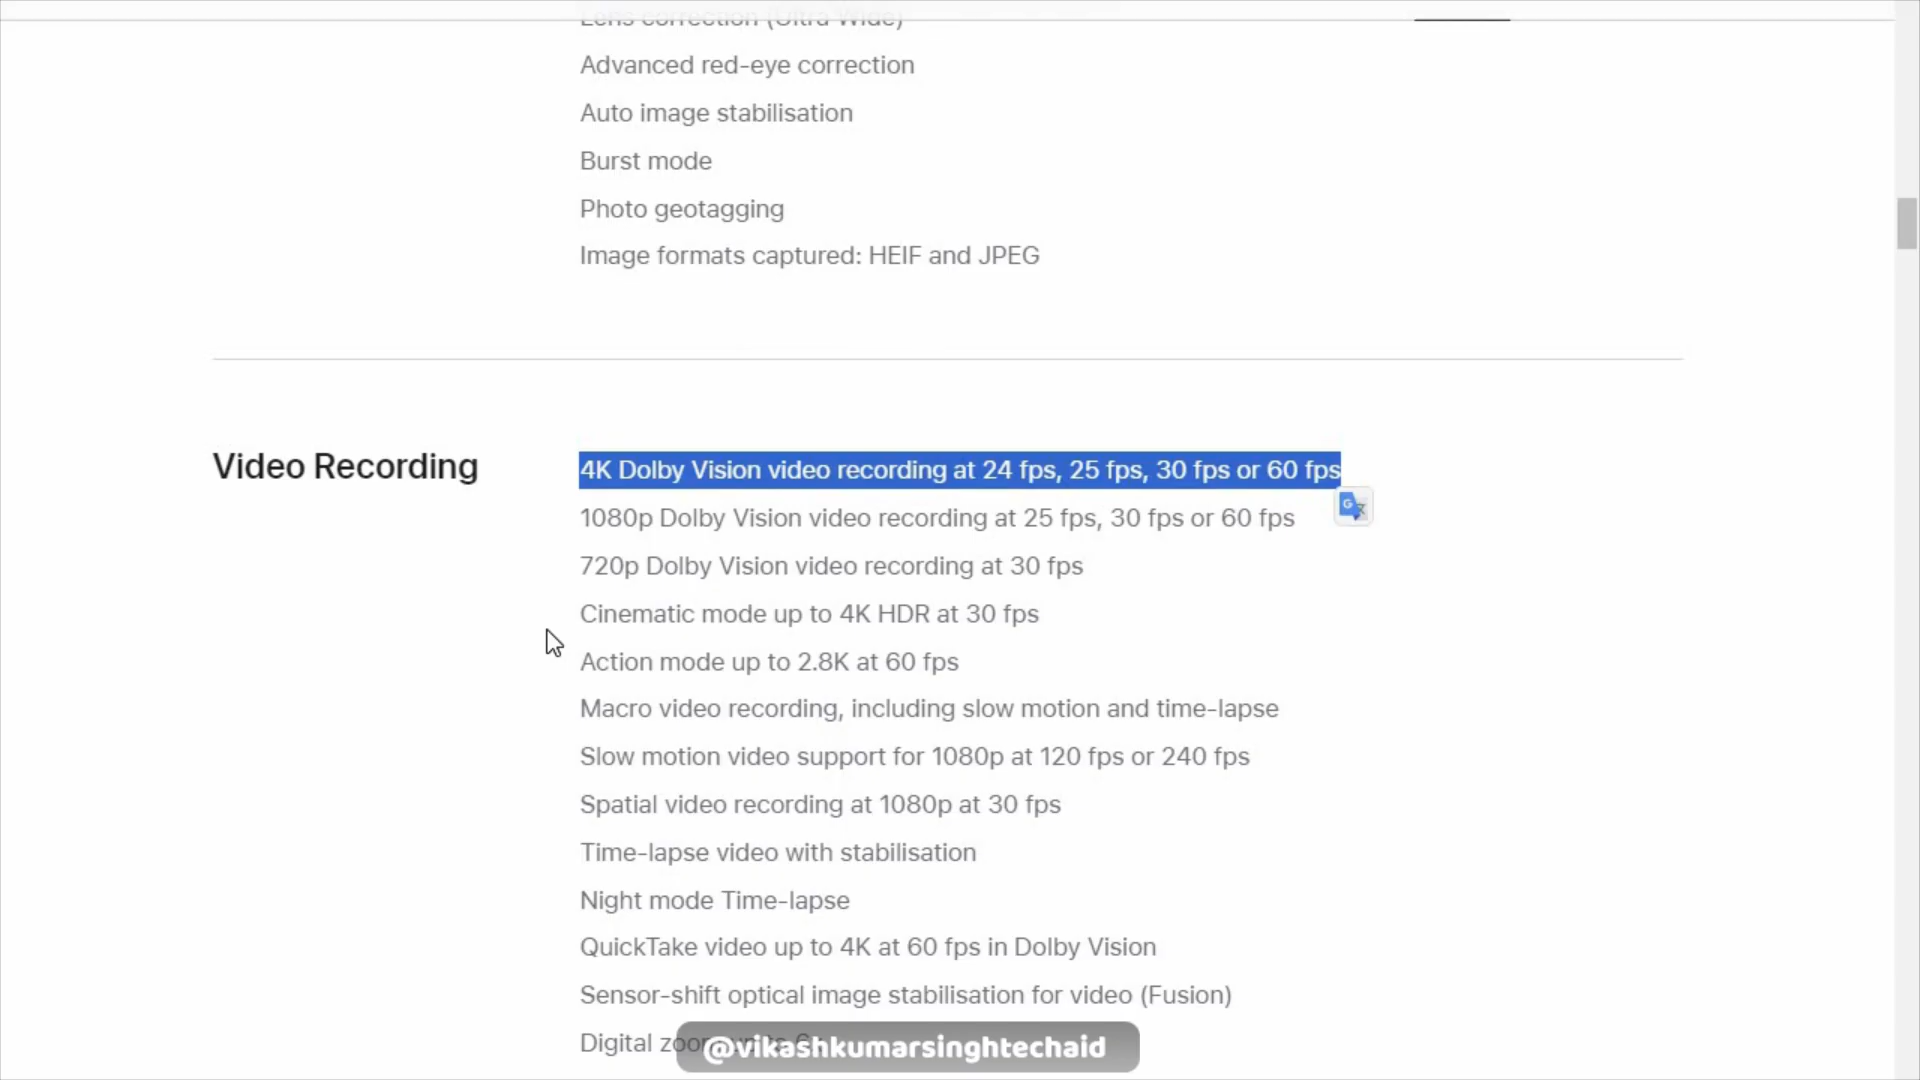 Lens correction (Ultra Wide)
Advanced red-eye correction
Auto image stabilisation
Burst mode
Photo geotagging
Image formats captured: HEIF and JPEG
Video Recording
4K Dolby Vision video recording at 24 fps, 25 fps, 30 fps or 60 fps
1080p Dolby Vision video recording at 25 fps, 30 fps or 60 fps
720p Dolby Vision video recording at 30 fps
Cinematic mode up to 4K HDR at 30 fps
Action mode up to 2.8K at 60 fps
Macro video recording, including slow motion and time-lapse
Slow motion video support for 1080p at 120 fps or 240 fps
Spatial video recording at 1080p at 30 fps
Time-lapse video with stabilisation
Night mode Time-lapse
QuickTake video up to 4K at 60 fps in Dolby Vision
Sensor-shift optical image stabilisation for video (Fusion)
Digital zoom
@vikashkumarsinghtechaid